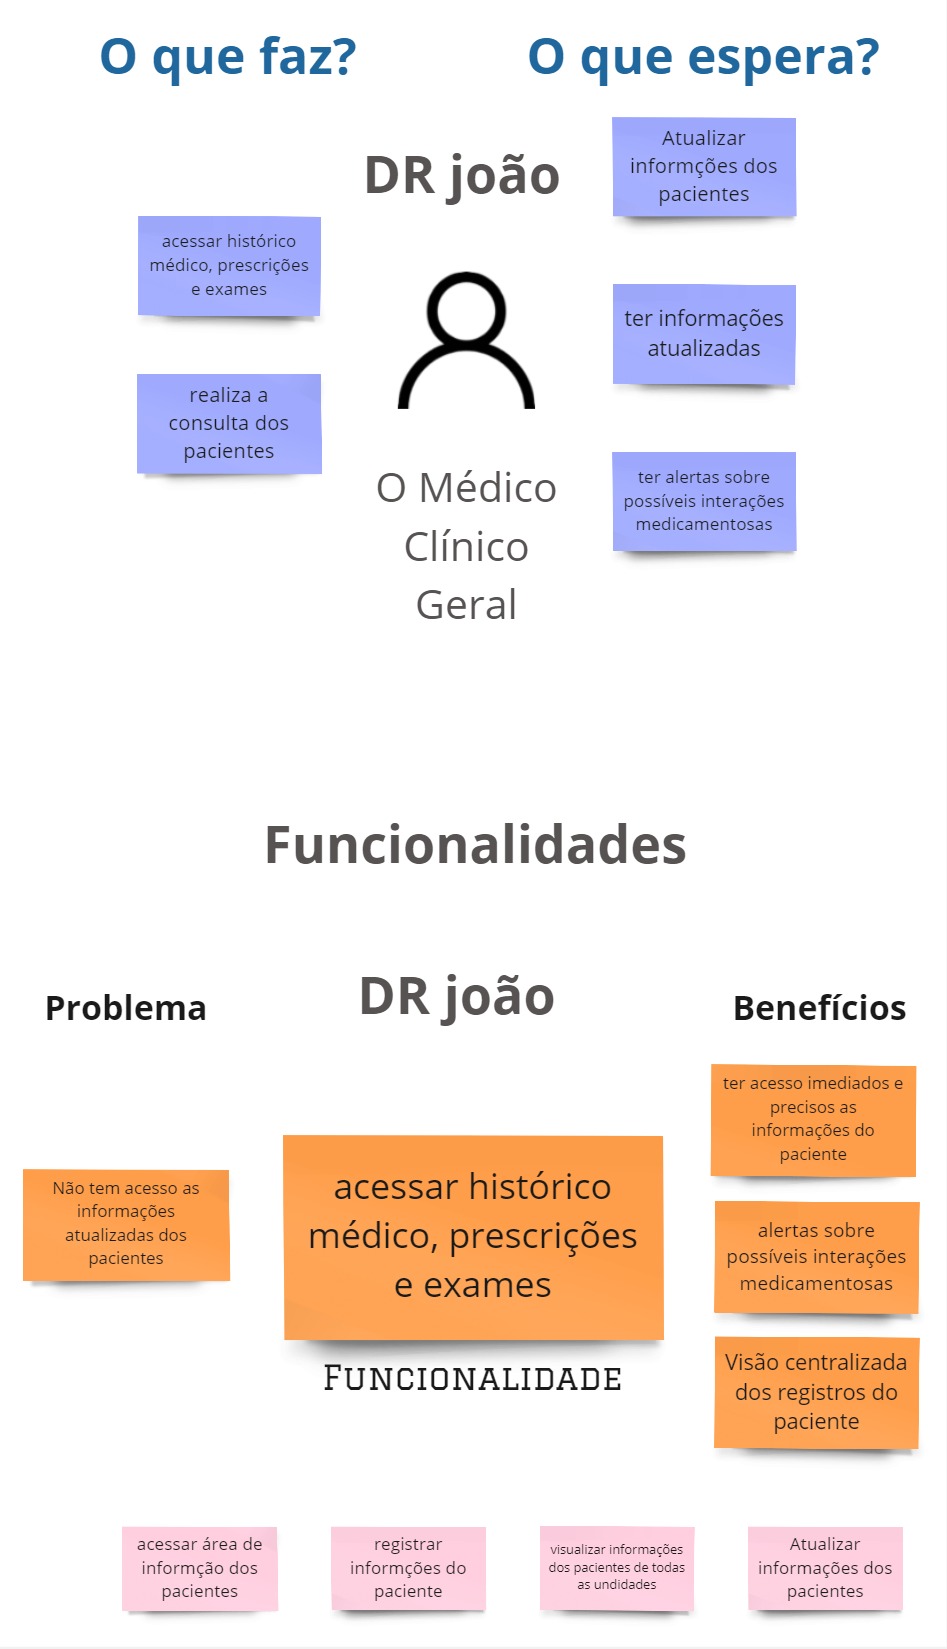 O que faz?
O que espera?
DR joão
acessar histórico
médico, prescrições
e exames
realiza a
consulta dos
pacientes
O Médico
Clínico
Geral
Atualizar
informções dos
pacientes
ter informações
atualizadas
ter alertas sobre
possíveis interações
medicamentosas
Funcionalidades
Problema
DR joão
Benefícios
Não tem acesso as
informações
atualizadas dos
pacientes
acessar histórico
médico, prescrições
e exames
Funcionalidade
ter acesso imediados e
precisos as
informações do
paciente
alertas sobre
possíveis interações
medicamentosas
Visão centralizada
dos registros do
paciente
acessar área de
informção dos
pacientes
registrar
informções do
paciente
visualizar informações
dos pacientes de todas
as undidades
Atualizar
informações dos
pacientes